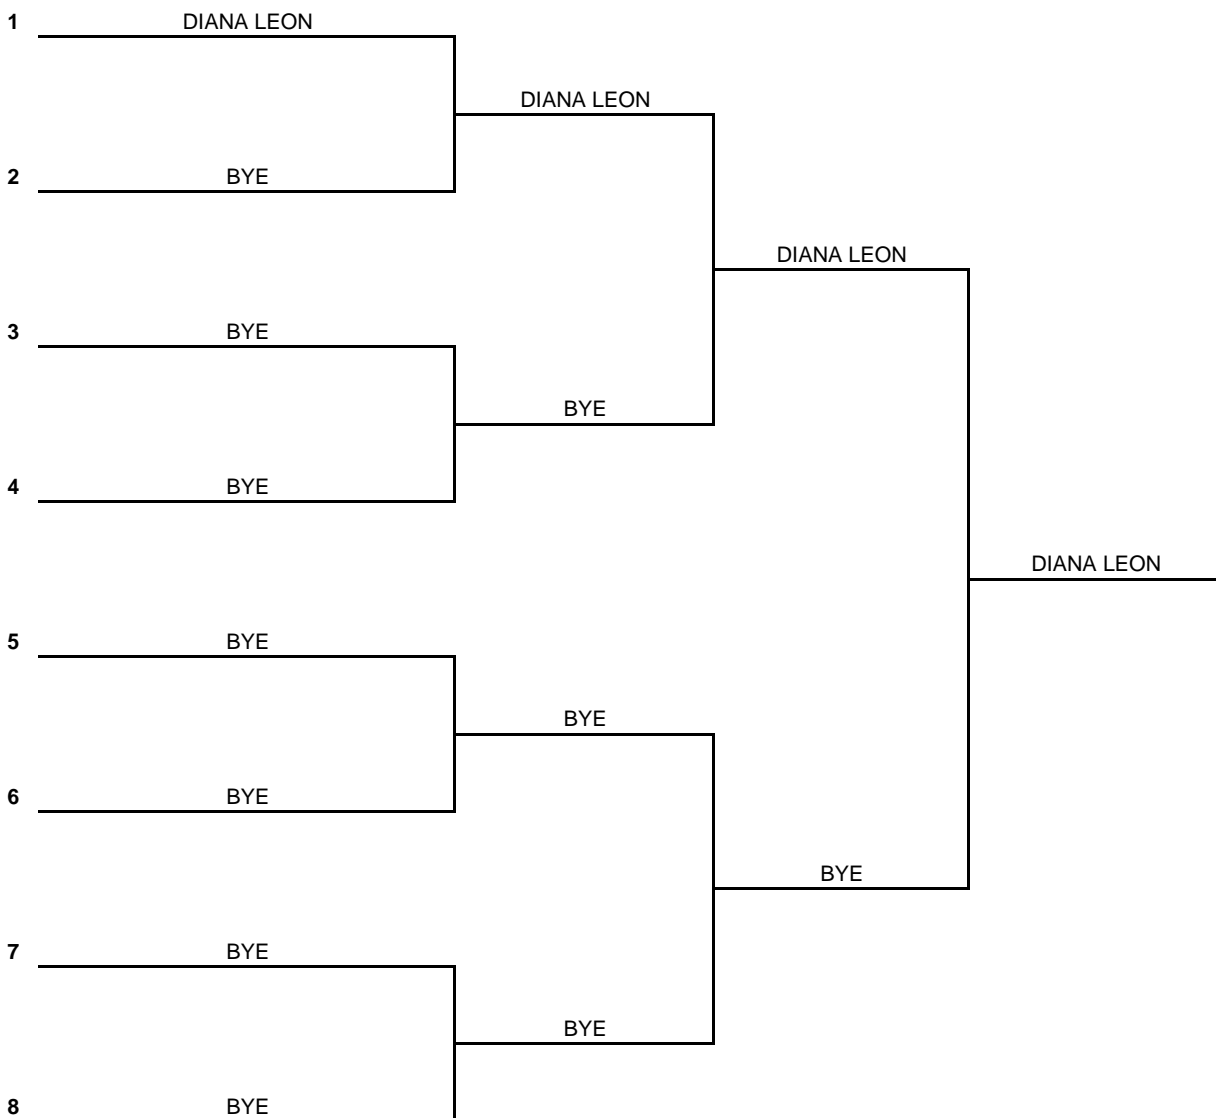 1 DIANA LEON
DIANA LEON
2 BYE
DIANA LEON
3 BYE
BYE
4 BYE
DIANA LEON
5 BYE
BYE
6 BYE
BYE
7 BYE
BYE
8 BYE